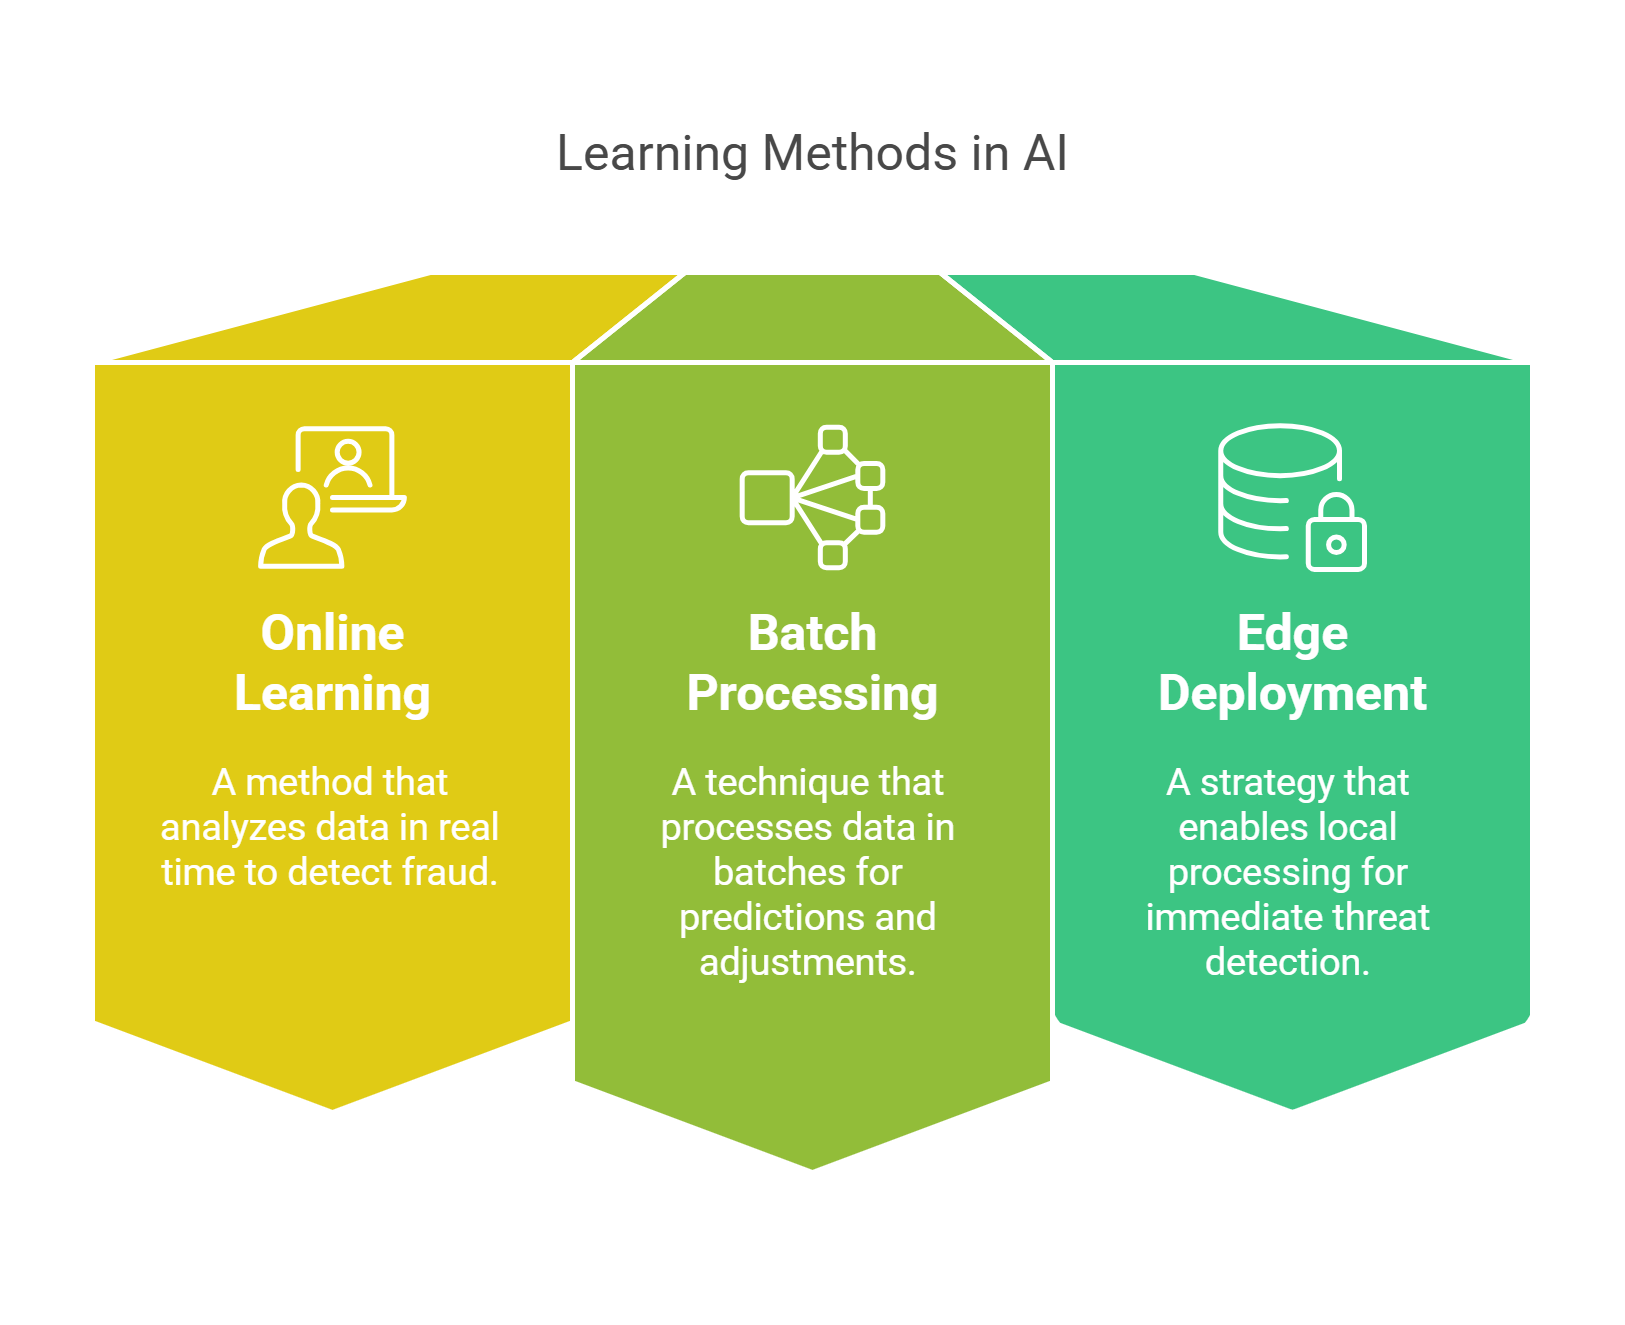 Learning Methods in AI
Online
Learning
A method that
analyzes data in real
time to detect fraud.
Batch
Processing
A technique that
processes data in
batches for
predictions and
adjustments.
Edge
Deployment
A strategy that
enables local
processing for
immediate threat
detection.